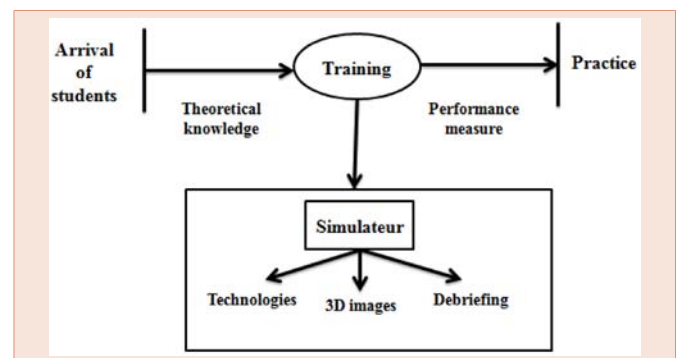 Arrival
of
students
Training
Practice
Theoretical
knowledge
Performance
measure
Simulateur
Technologies
3D images
Debriefing